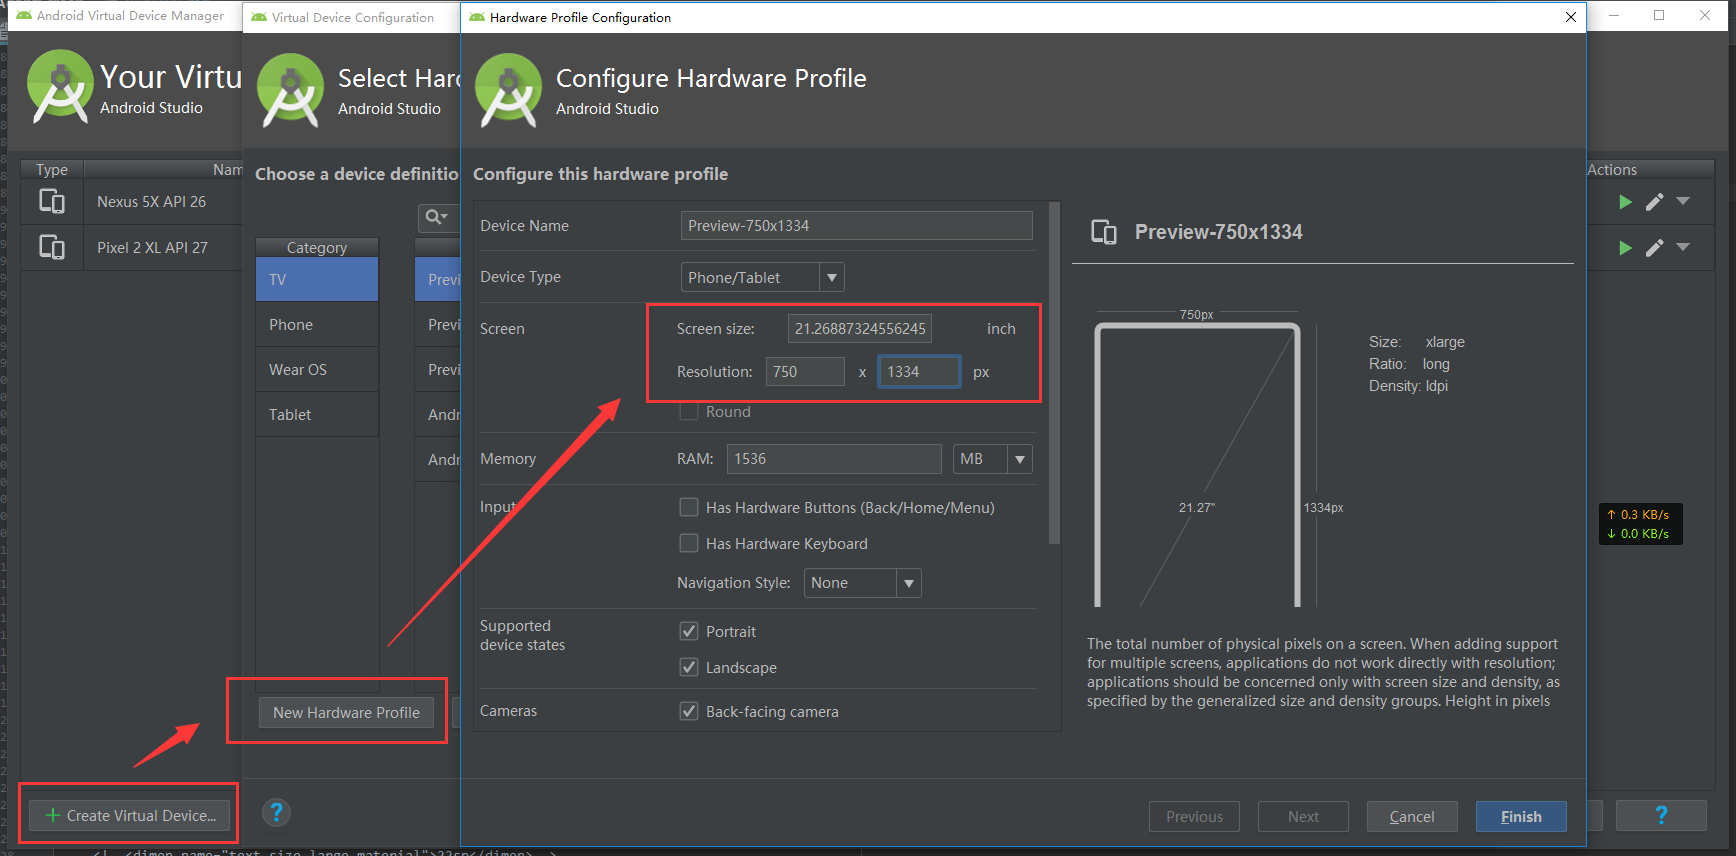 Android Virtual Device Manager
Your Virtu
Android Studio
Type
Nam
Nexus 5X API 26
Pixel 2 XL API 27
Create Virtual Device...
Virtual Device Configuration
Select Hard
Android Studio
Choose a device definitio
Category
TV
Phone
Wear OS
Tablet
Previ
Previ
Previ
Andr
Andr
New Hardware Profile
?
Hardware Profile Configuration
Configure Hardware Profile
Android Studio
Configure this hardware profile
Device Name Preview-750x1334
Device Type Phone/Tablet
Screen Screen size: 21.26887324556245 inch
Resolution: 750 x 1334 px
Round
Memory RAM: 1536 MB
Input Has Hardware Buttons (Back/Home/Menu)
Has Hardware Keyboard
Navigation Style: None
Supported
device states
Portrait
Landscape
Cameras Back-facing camera
Preview-750x1334
750px
21.27"
1334px
Size: xlarge
Ratio: long
Density: ldpi
The total number of physical pixels on a screen. When adding support
for multiple screens, applications do not work directly with resolution;
applications should be concerned only with screen size and density, as
specified by the generalized size and density groups. Height in pixels
Previous
Next
Cancel
Finish
Actions
↑ 0.3 KB/s
↓ 0.0 KB/s
?
<dimen name="text_size_large_material">22sp</dimen>